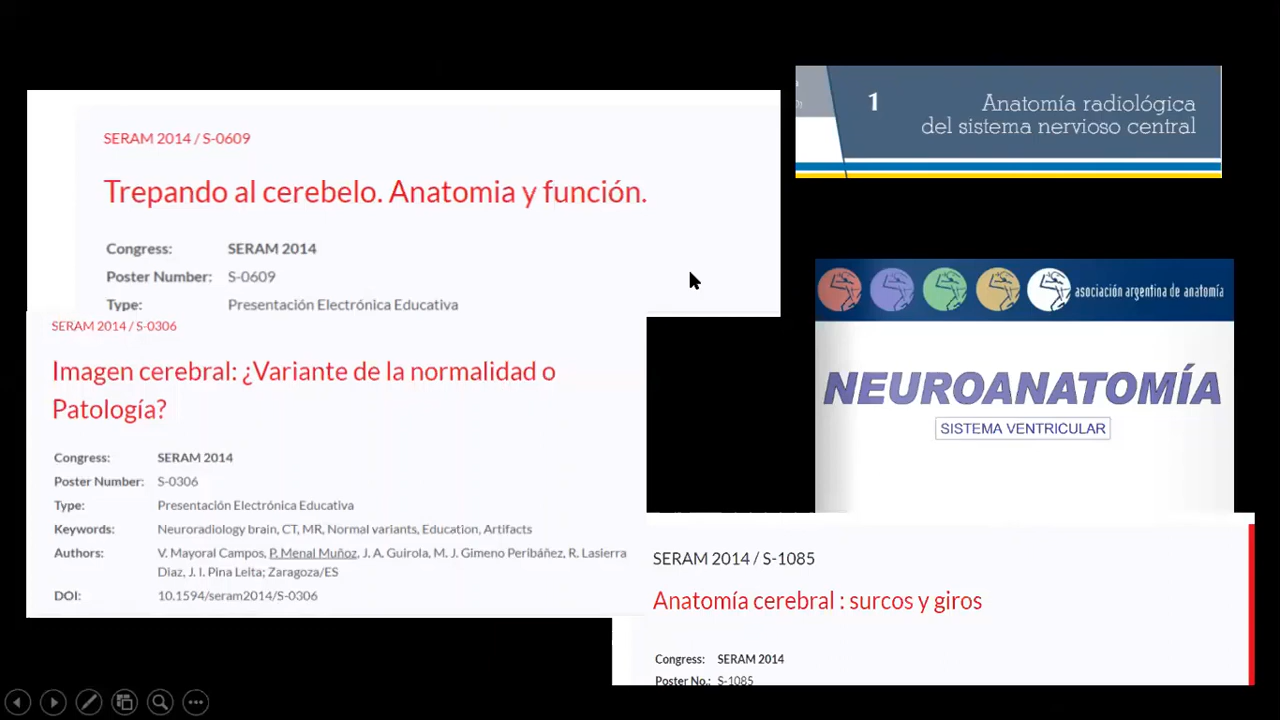 SERAM 2014 / S-0609
Trepando al cerebelo. Anatomia y función.
Congress: SERAM 2014
Poster Number: S-0609
Type: Presentación Electrónica Educativa
SERAM 2014 / S-0306
Imagen cerebral: ¿Variante de la normalidad o
Patología?
Congress: SERAM 2014
Poster Number: S-0306
Type: Presentación Electrónica Educativa
Keywords: Neuroradiology brain, CT, MR, Normal variants, Education, Artifacts
Authors: V. Mayoral Campos, P. Menal Muñoz, J. A. Guirola, M. J. Gimeno Peribáñez, R. Lasierra
Diaz, J. I. Pina Leita; Zaragoza/ES
DOI: 10.1594/seram2014/S-0306
1 Anatomía radiológica
del sistema nervioso central
asociación argentina de anatomía
NEUROANATOMÍA
SISTEMA VENTRICULAR
SERAM 2014 / S-1085
Anatomía cerebral : surcos y giros
Congress: SERAM 2014
Poster No.: S-1085